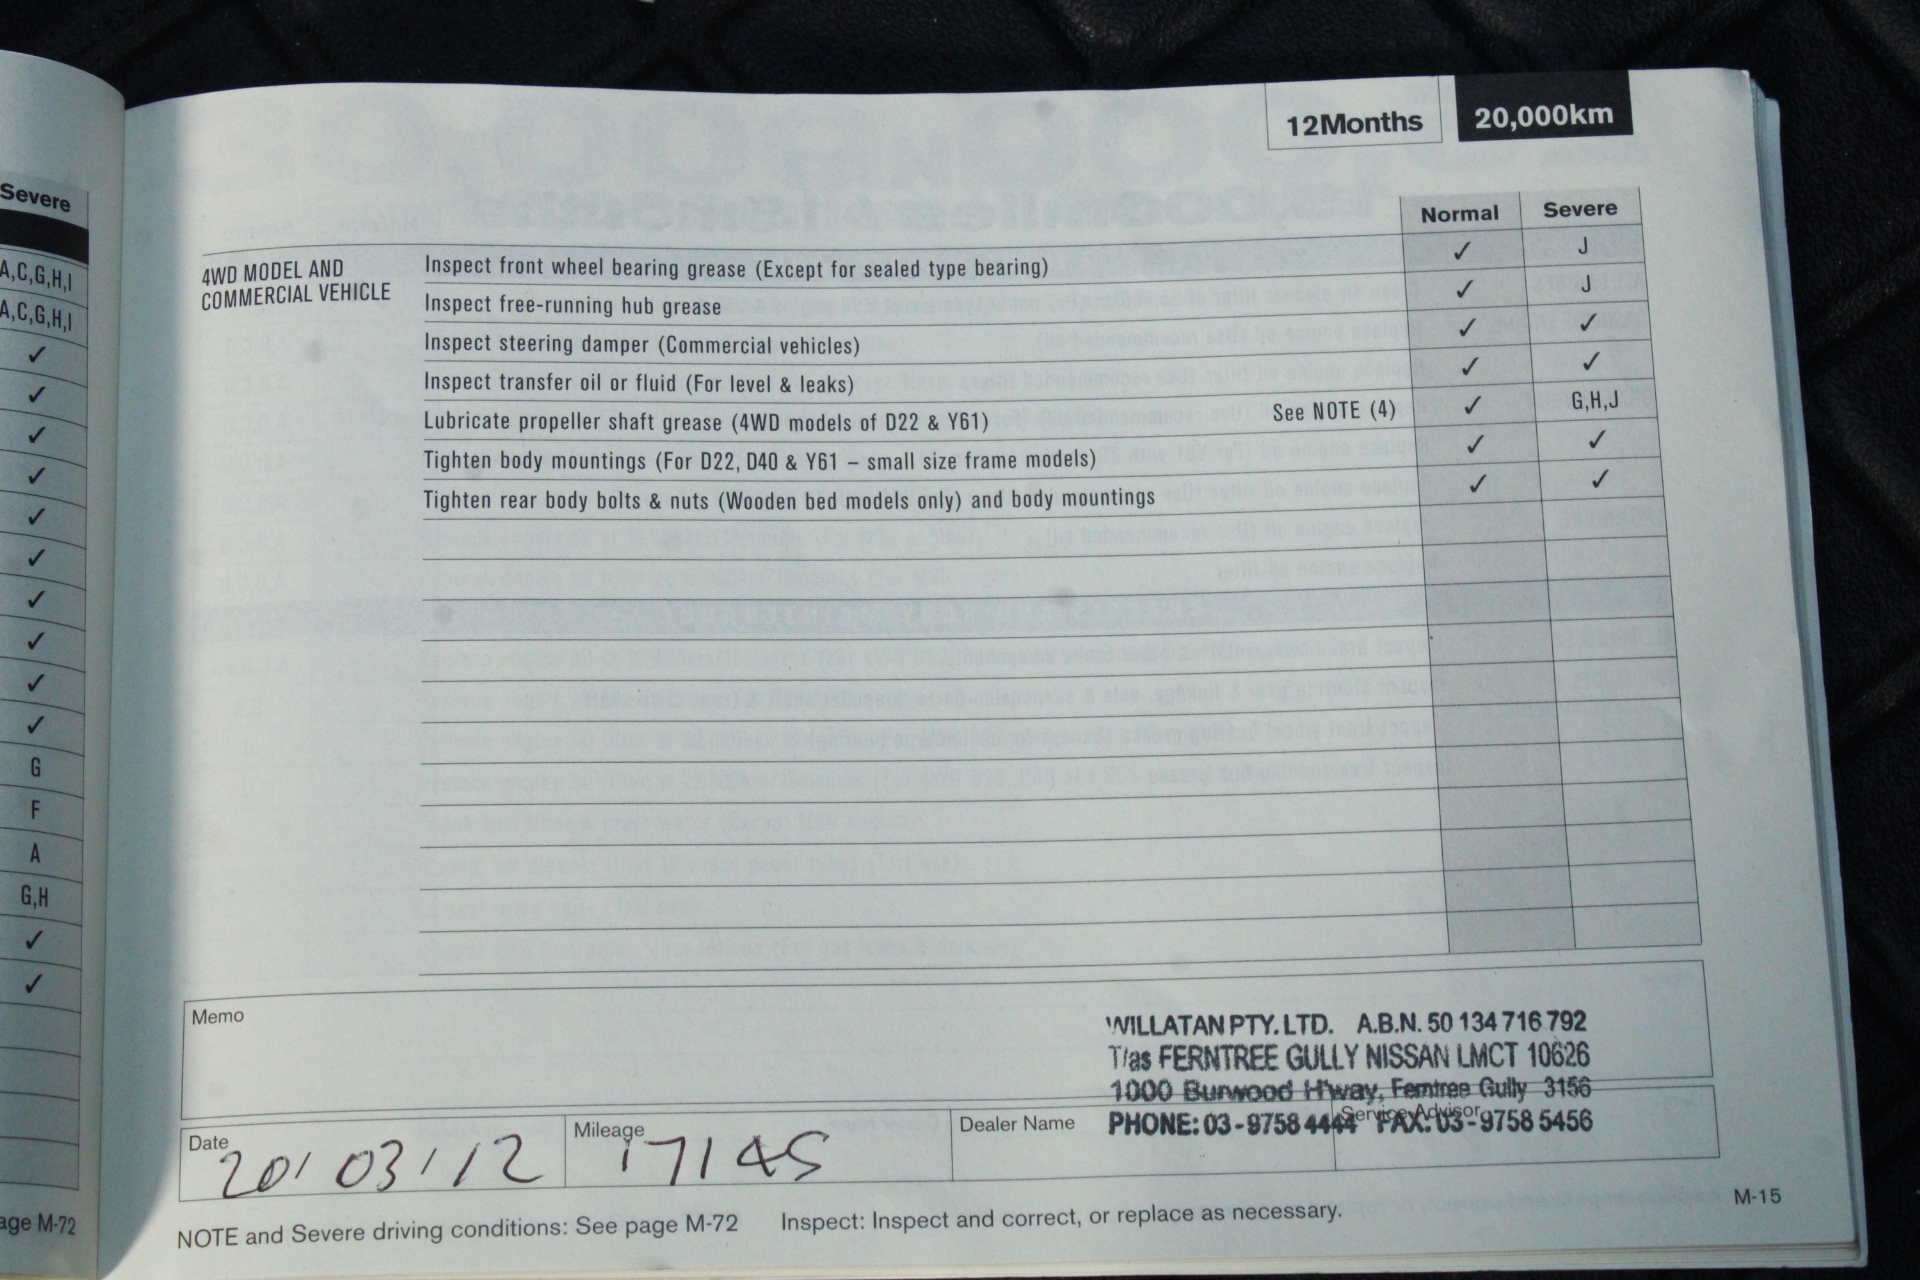 Severe
A,C,G,H,I
A,C,G,H,I
✓
✓
✓
✓
✓
✓
✓
✓
✓
✓
G
F
A
G,H
✓
✓
age M-72
12Months 20,000km
Normal Severe
4WD MODEL AND
COMMERCIAL VEHICLE
Inspect front wheel bearing grease (Except for sealed type bearing) ✓ J
Inspect free-running hub grease ✓ J
Inspect steering damper (Commercial vehicles) ✓ ✓
Inspect transfer oil or fluid (For level & leaks) ✓ ✓
Lubricate propeller shaft grease (4WD models of D22 & Y61) See NOTE (4) ✓ G,H,J
Tighten body mountings (For D22, D40 & Y61 – small size frame models) ✓ ✓
Tighten rear body bolts & nuts (Wooden bed models only) and body mountings ✓ ✓
Memo
WILLATAN PTY. LTD. A.B.N. 50 134 716 792
T/as FERNTREE GULLY NISSAN LMCT 10626
1000 Burwood H'way, Ferntree Gully 3156
PHONE: 03 - 9758 4444 FAX: 03 - 9758 5456
Date 20/03/12
Mileage 17145
Dealer Name
Service Advisor
NOTE and Severe driving conditions: See page M-72 Inspect: Inspect and correct, or replace as necessary.
M-15